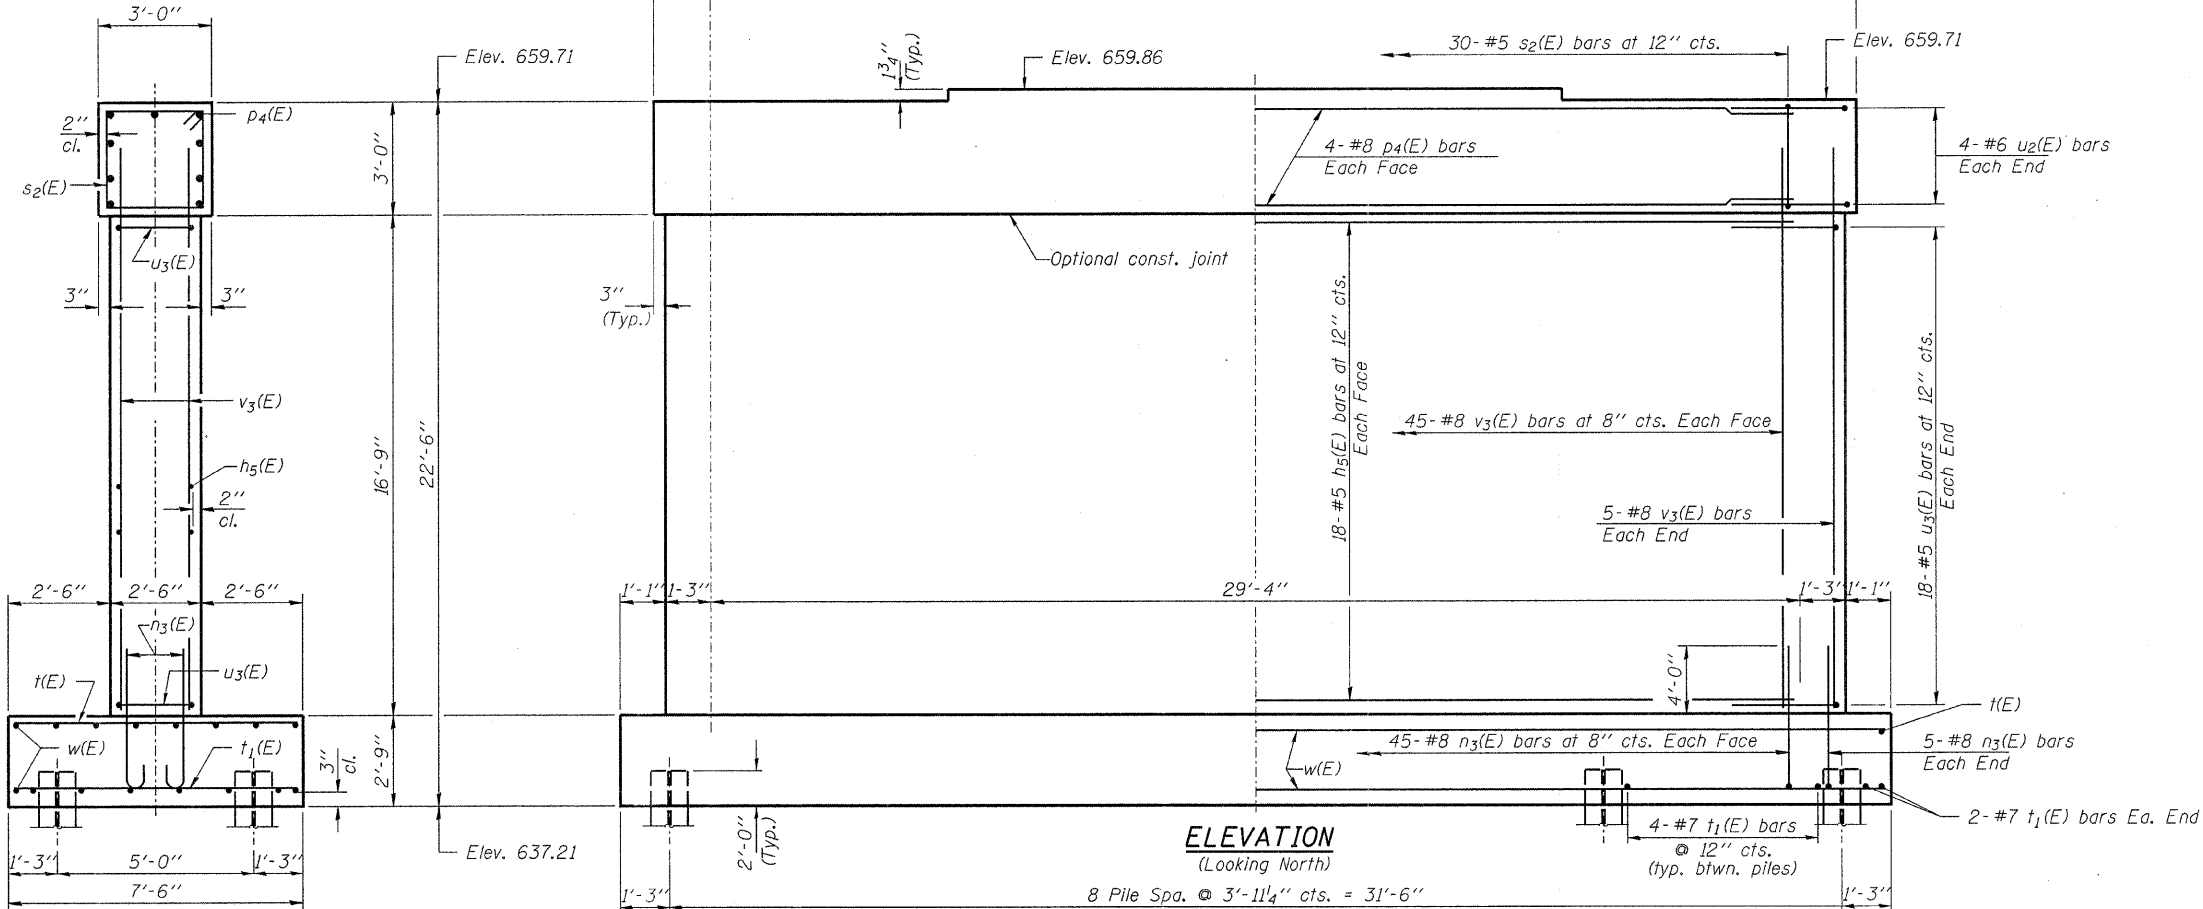 3'-0"
Elev. 659.71
p4(E)
2"
cl.
s2(E)
3'-0"
u3(E)
3"
3"
v3(E)
16'-9"
22'-6"
h5(E)
2"
cl.
2'-6"
2'-6"
2'-6"
n3(E)
t(E)
u3(E)
w(E)
t1(E)
3"
cl.
2'-9"
1'-3"
5'-0"
1'-3"
7'-6"
Elev. 637.21
1¾"
(Typ.)
Elev. 659.86
30-#5 s2(E) bars at 12" cts.
Elev. 659.71
4-#8 p4(E) bars
Each Face
4-#6 u2(E) bars
Each End
Optional const. joint
3"
(Typ.)
18-#5 h5(E) bars at 12" cts.
Each Face
45-#8 v3(E) bars at 8" cts. Each Face
5-#8 v3(E) bars
Each End
18-#5 u3(E) bars at 12" cts.
Each End
1'-1"
1-3"
29'-4"
1'-3"
1'-1"
4'-0"
t(E)
45-#8 n3(E) bars at 8" cts. Each Face
5-#8 n3(E) bars
Each End
w(E)
2'-0"
(Typ.)
ELEVATION
(Looking North)
4-#7 t1(E) bars
@ 12" cts.
(typ. btwn. piles)
2-#7 t1(E) bars Ea. End
1'-3"
8 Pile Spa. @ 3'-11¼" cts. = 31'-6"
1'-3"